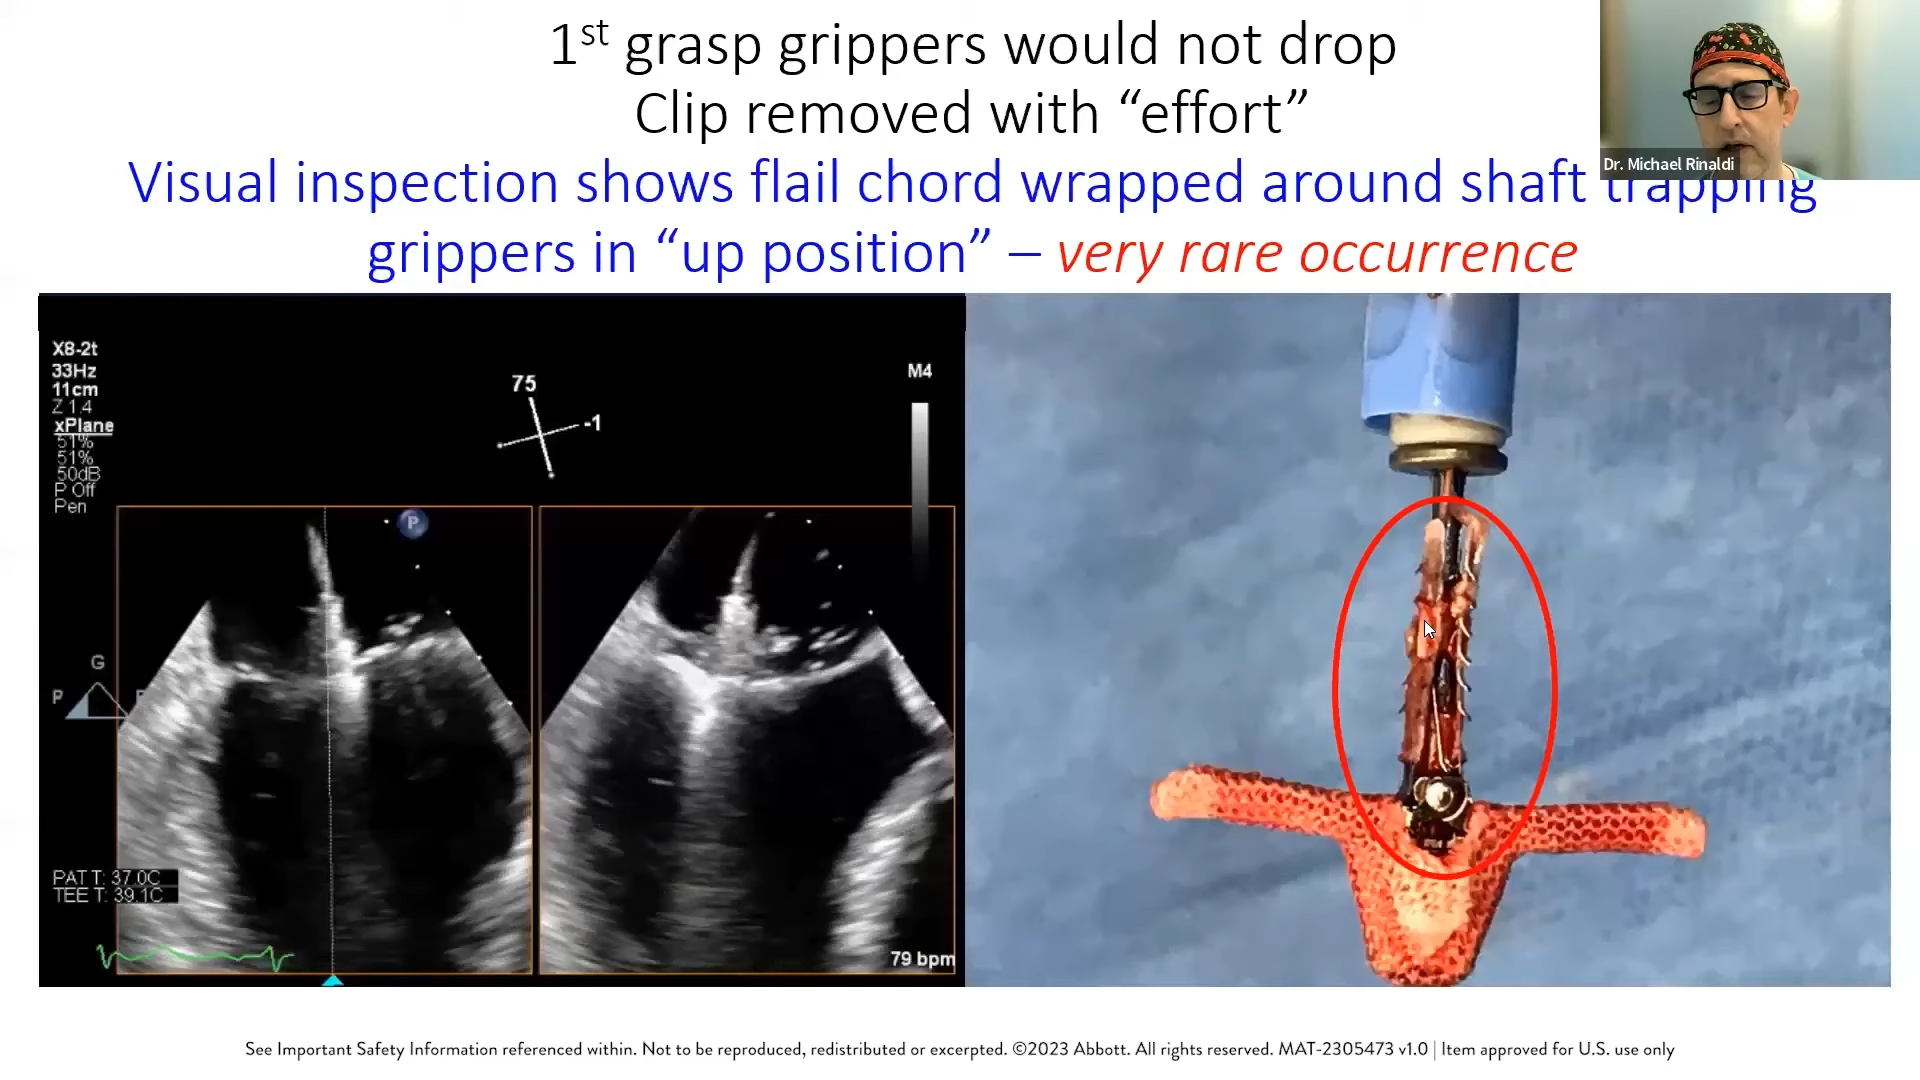 1st grasp grippers would not drop
Clip removed with “effort”
Visual inspection shows flail chord wrapped around shaft trapping
grippers in “up position” – very rare occurrence
Dr. Michael Rinaldi
X8-2t
33Hz
11cm
Z 1.4
xPlane
51%
51%
50dB
P Off
Pen
75
-1
M4
P
G
P
PAT T: 37.0C
TEE T: 39.1C
79 bpm
See Important Safety Information referenced within. Not to be reproduced, redistributed or excerpted. ©2023 Abbott. All rights reserved. MAT-2305473 v1.0 | Item approved for U.S. use only